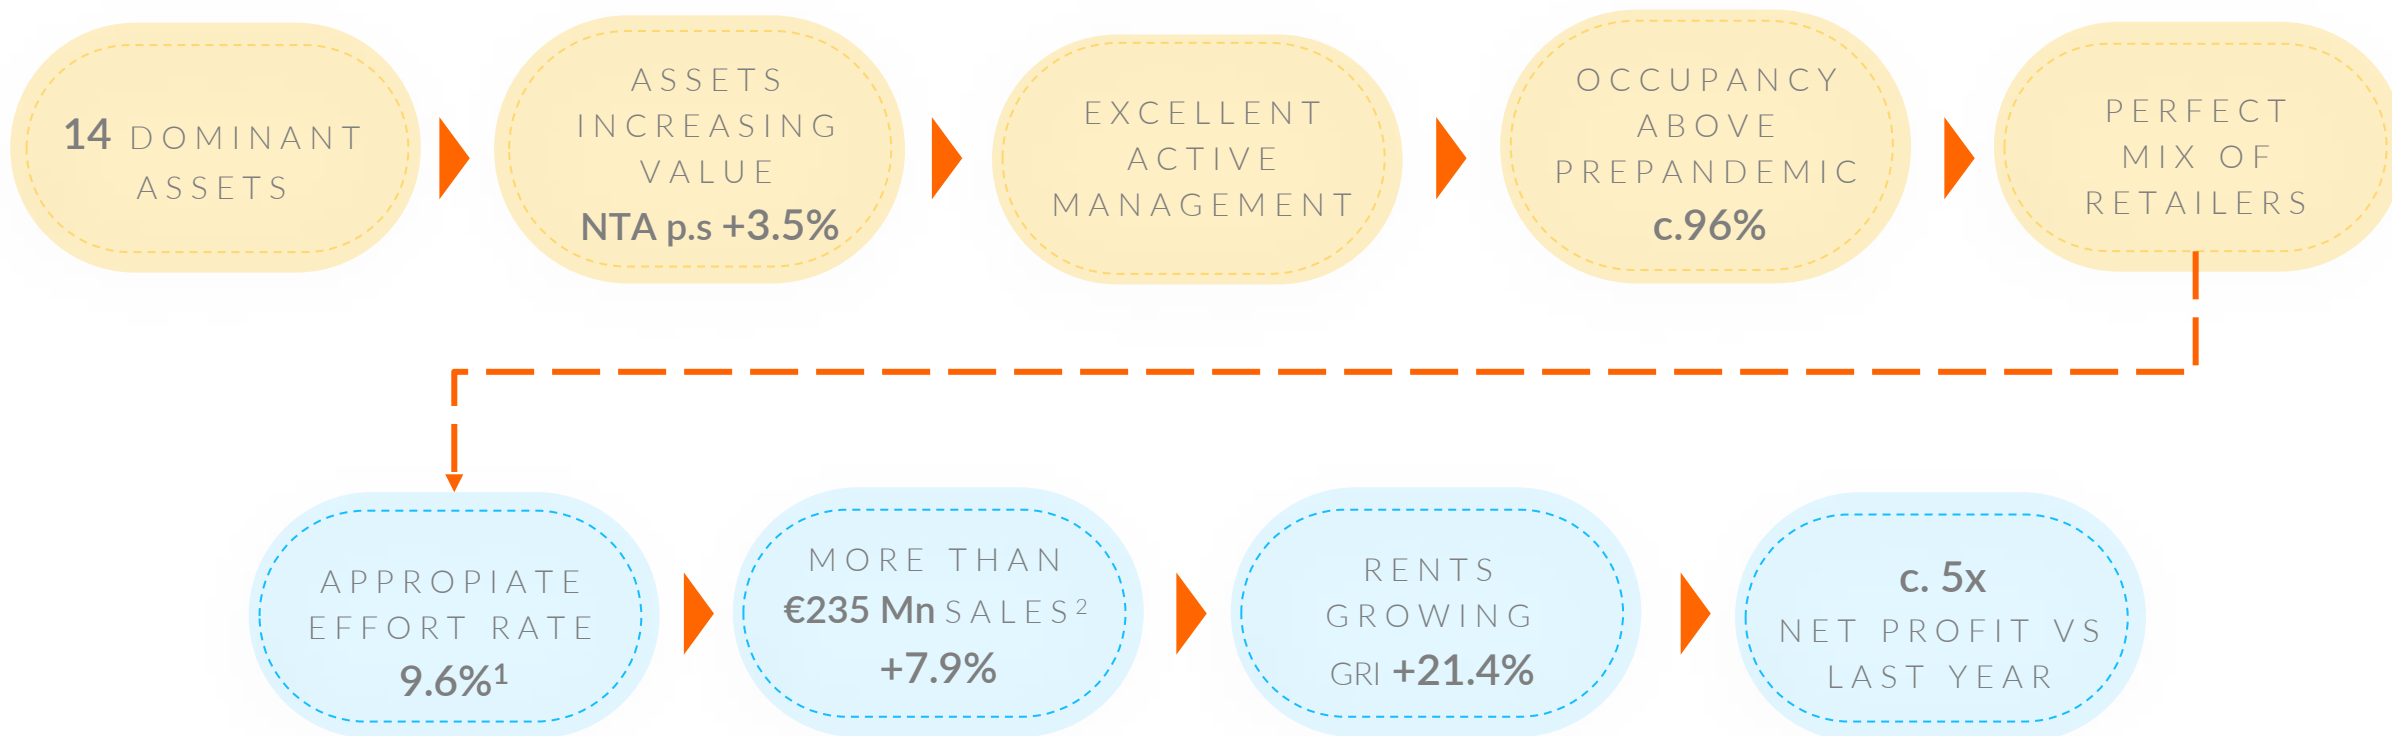 14 DOMINANT
ASSETS
ASSETS
INCREASING
VALUE
NTA p.s +3.5%
EXCELLENT
ACTIVE
MANAGEMENT
OCCUPANCY
ABOVE
PREPANDEMIC
c.96%
PERFECT
MIX OF
RETAILERS
APPROPIATE
EFFORT RATE
9.6%¹
MORE THAN
€235 Mn SALES²
+7.9%
RENTS
GROWING
GRI +21.4%
c. 5x
NET PROFIT VS
LAST YEAR